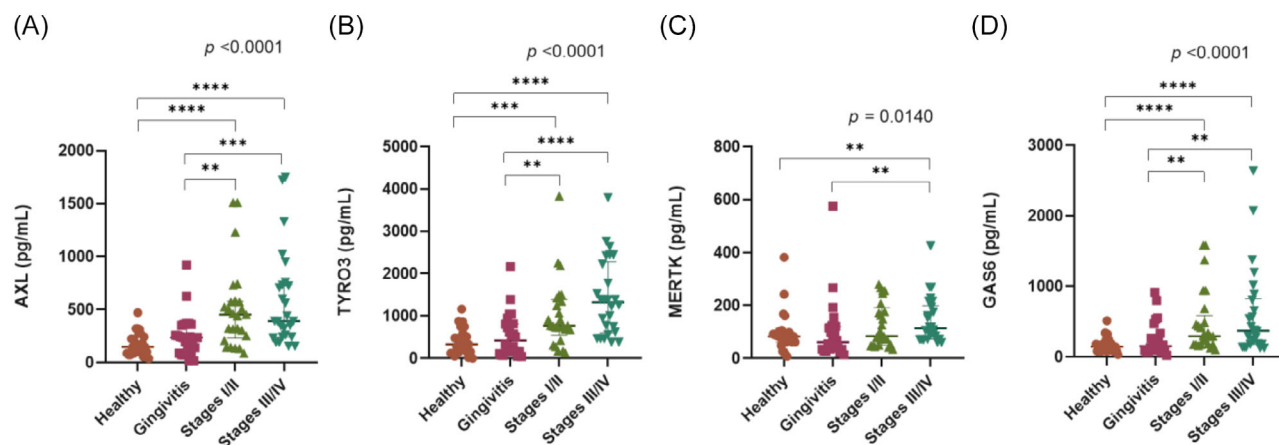 (A)
p <0.0001
****
****
***
**
AXL (pg/mL)
2000
1500
1000
500
0
Healthy
Gingivitis
Stages I/II
Stages III/IV
(B)
p <0.0001
****
***
****
**
TYRO3 (pg/mL)
5000
4000
3000
2000
1000
0
Healthy
Gingivitis
Stages I/II
Stages III/IV
(C)
p = 0.0140
**
**
MERTK (pg/mL)
800
600
400
200
0
Healthy
Gingivitis
Stages I/II
Stages III/IV
(D)
p <0.0001
****
****
**
**
GAS6 (pg/mL)
3000
2000
1000
0
Healthy
Gingivitis
Stages I/II
Stages III/IV